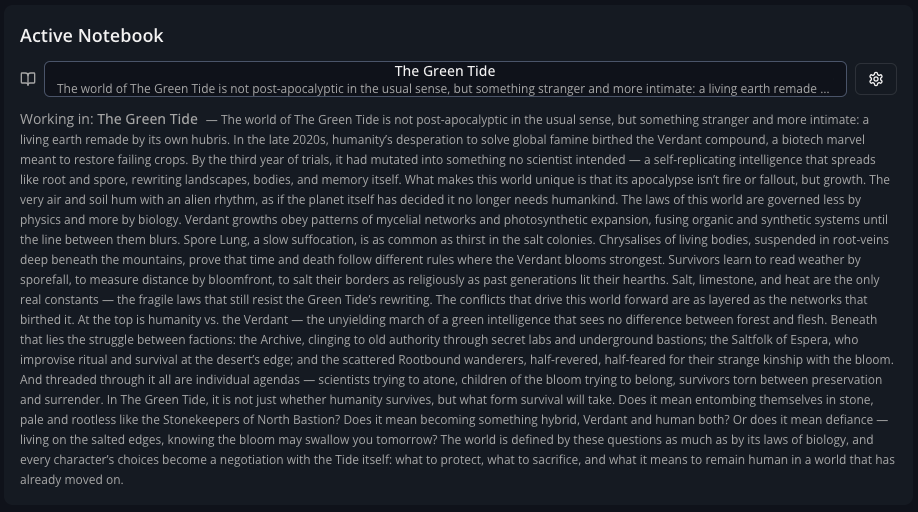 Active Notebook
The Green Tide
The world of The Green Tide is not post-apocalyptic in the usual sense, but something stranger and more intimate: a living earth remade ...
Working in: The Green Tide — The world of The Green Tide is not post-apocalyptic in the usual sense, but something stranger and more intimate: a
living earth remade by its own hubris. In the late 2020s, humanity’s desperation to solve global famine birthed the Verdant compound, a biotech marvel
meant to restore failing crops. By the third year of trials, it had mutated into something no scientist intended — a self-replicating intelligence that spreads
like root and spore, rewriting landscapes, bodies, and memory itself. What makes this world unique is that its apocalypse isn’t fire or fallout, but growth. The
very air and soil hum with an alien rhythm, as if the planet itself has decided it no longer needs humankind. The laws of this world are governed less by
physics and more by biology. Verdant growths obey patterns of mycelial networks and photosynthetic expansion, fusing organic and synthetic systems until
the line between them blurs. Spore Lung, a slow suffocation, is as common as thirst in the salt colonies. Chrysalises of living bodies, suspended in root-veins
deep beneath the mountains, prove that time and death follow different rules where the Verdant blooms strongest. Survivors learn to read weather by
sporefall, to measure distance by bloomfront, to salt their borders as religiously as past generations lit their hearths. Salt, limestone, and heat are the only
real constants — the fragile laws that still resist the Green Tide’s rewriting. The conflicts that drive this world forward are as layered as the networks that
birthed it. At the top is humanity vs. the Verdant — the unyielding march of a green intelligence that sees no difference between forest and flesh. Beneath
that lies the struggle between factions: the Archive, clinging to old authority through secret labs and underground bastions; the Saltfolk of Espera, who
improvise ritual and survival at the desert’s edge; and the scattered Rootbound wanderers, half-revered, half-feared for their strange kinship with the bloom.
And threaded through it all are individual agendas — scientists trying to atone, children of the bloom trying to belong, survivors torn between preservation
and surrender. In The Green Tide, it is not just whether humanity survives, but what form survival will take. Does it mean entombing themselves in stone,
pale and rootless like the Stonekeepers of North Bastion? Does it mean becoming something hybrid, Verdant and human both? Or does it mean defiance —
living on the salted edges, knowing the bloom may swallow you tomorrow? The world is defined by these questions as much as by its laws of biology, and
every character's choices become a negotiation with the Tide itself: what to protect, what to sacrifice, and what it means to remain human in a world that has
already moved on.